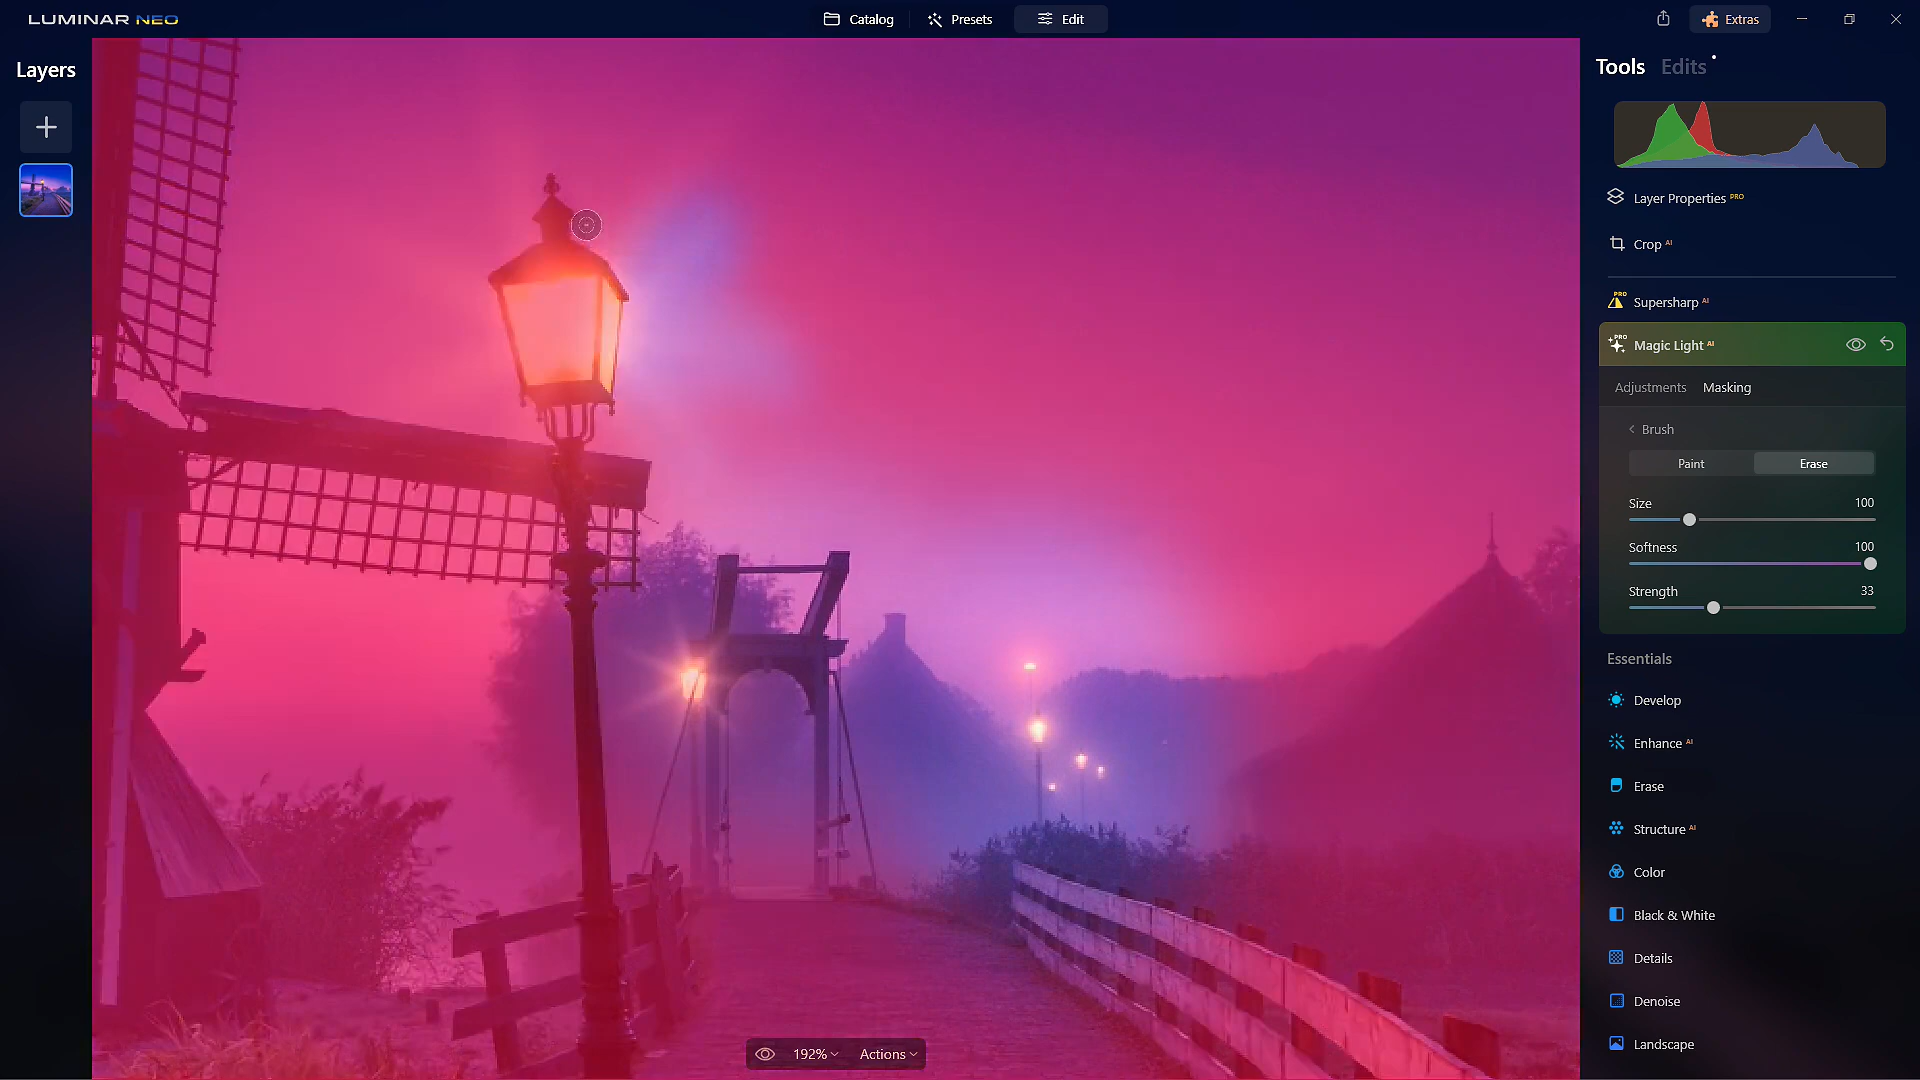 LUMINAR NEO
Catalog
Presets
Edit
Extras
Layers
Tools Edits
Layer Properties PRO
Crop AI
PRO
Supersharp AI
PRO
Magic Light AI
Adjustments Masking
Brush
Paint Erase
Size 100
Softness 100
Strength 33
Essentials
Develop
Enhance AI
Erase
Structure AI
Color
Black & White
Details
Denoise
Landscape
192% Actions